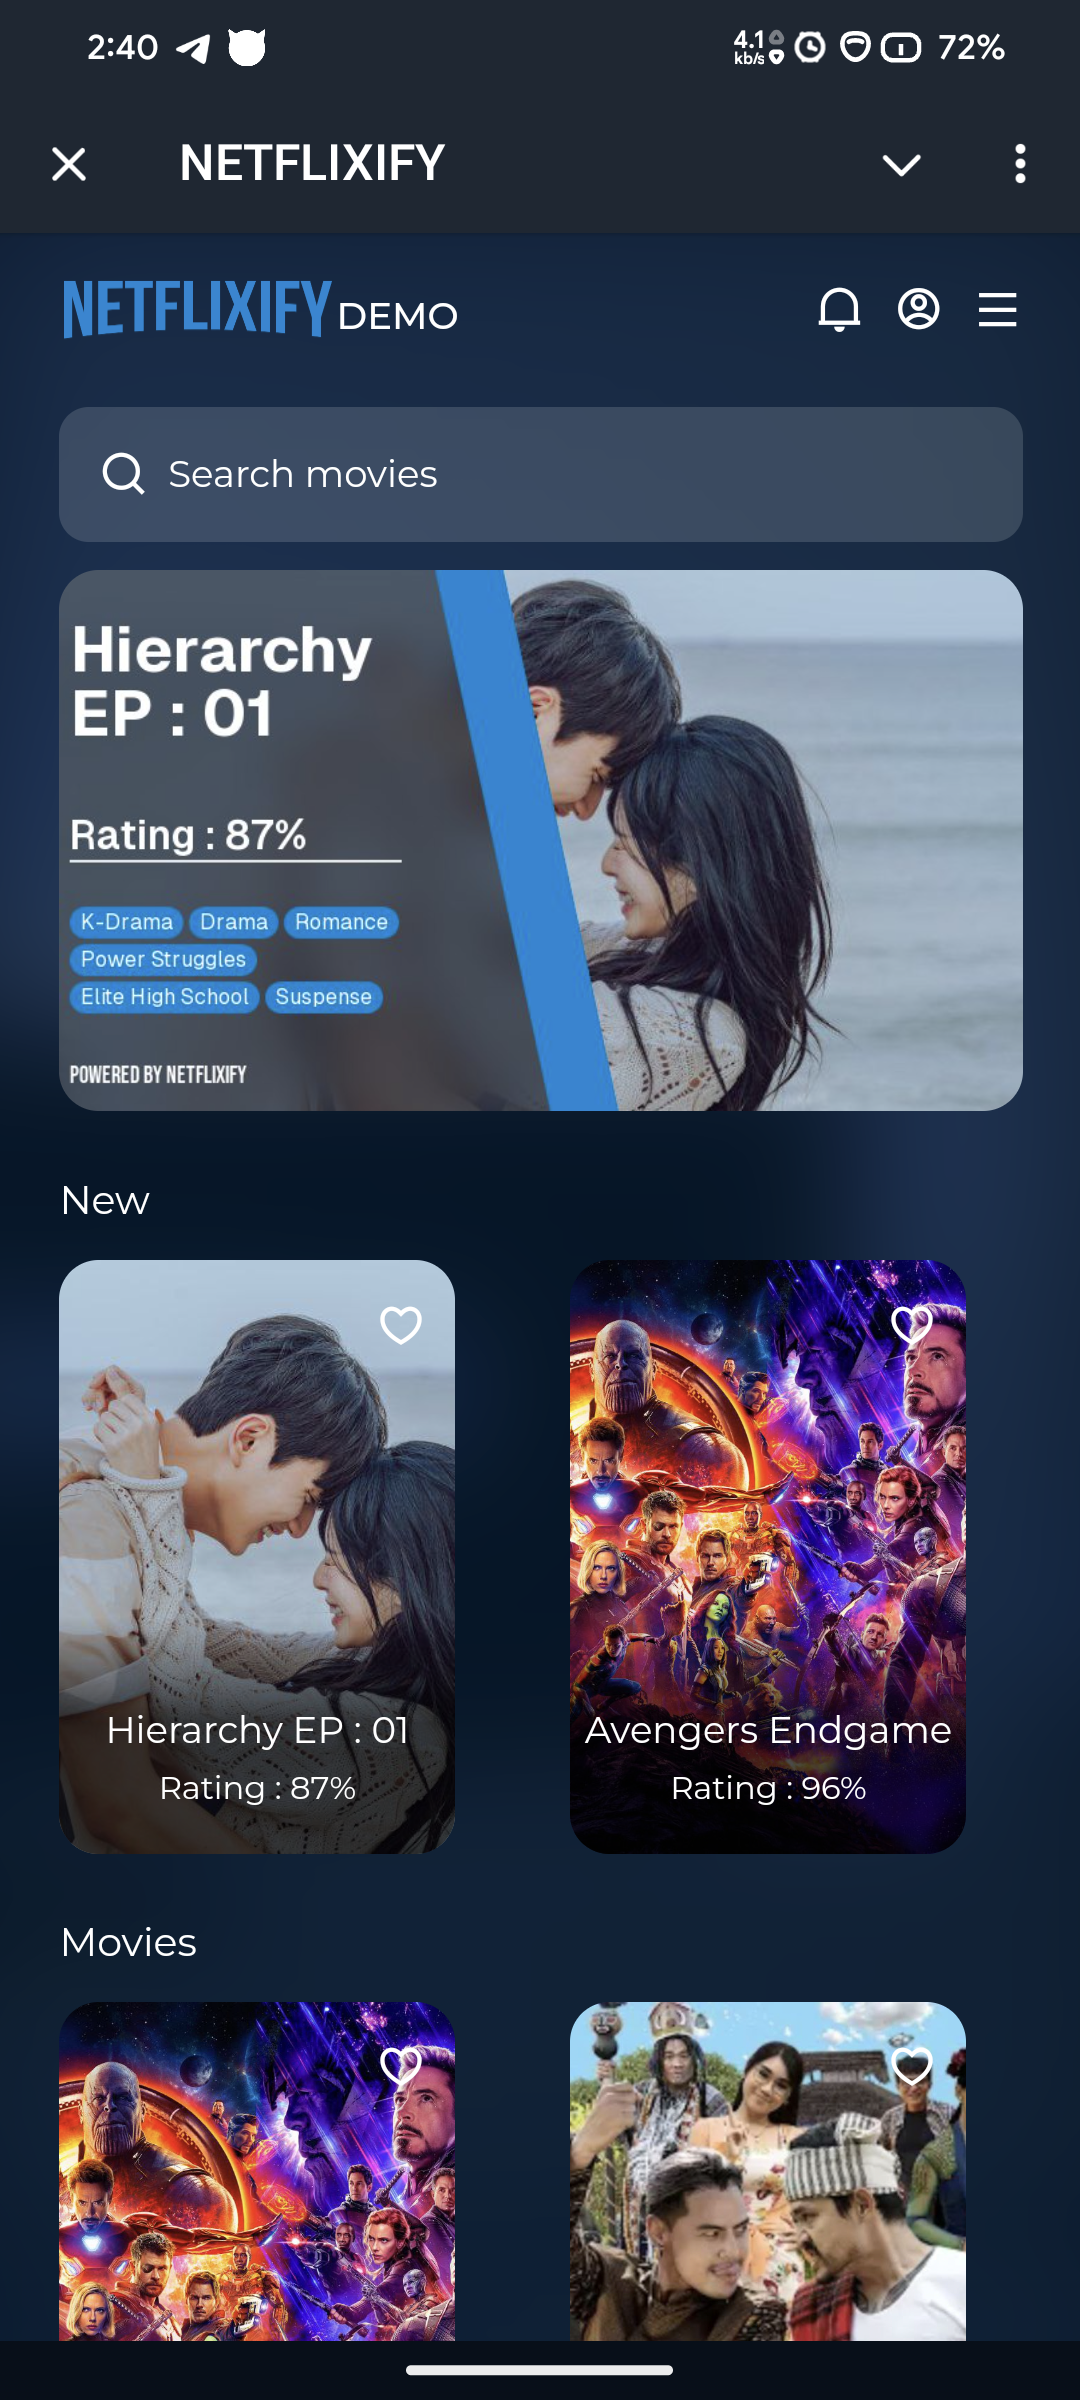 2:40
4.1
kb/s
72%
NETFLIXIFY
NETFLIXIFY DEMO
Search movies
Hierarchy
EP : 01
Rating : 87%
K-Drama Drama Romance
Power Struggles
Elite High School Suspense
POWERED BY NETFLIXIFY
New
Hierarchy EP : 01
Rating : 87%
Avengers Endgame
Rating : 96%
Movies